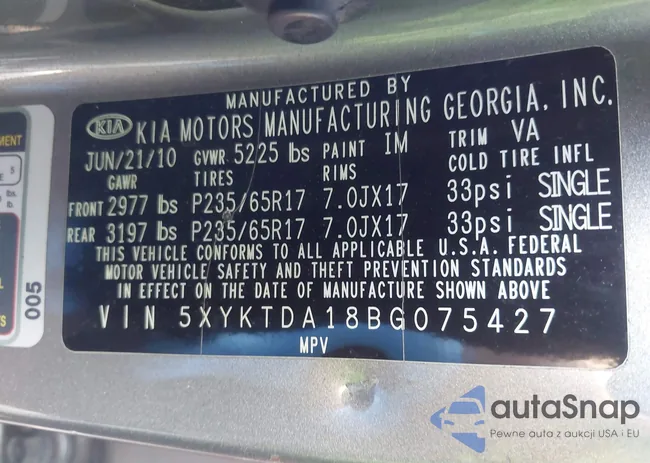 MANUFACTURED BY
KIA KIA MOTORS MANUFACTURING GEORGIA, INC.
JUN/21/10 GVWR 5225 lbs PAINT IM TRIM VA
GAWR TIRES RIMS COLD TIRE INFL
FRONT 2977 lbs P235/65R17 7.0JX17 33psi SINGLE
REAR 3197 lbs P235/65R17 7.0JX17 33psi SINGLE
THIS VEHICLE CONFORMS TO ALL APPLICABLE U.S.A. FEDERAL
MOTOR VEHICLE SAFETY AND THEFT PREVENTION STANDARDS
IN EFFECT ON THE DATE OF MANUFACTURE SHOWN ABOVE
VIN 5XYKTDA18BG075427
MPV
005
autaSnap
Pewne auta z aukcji USA i EU